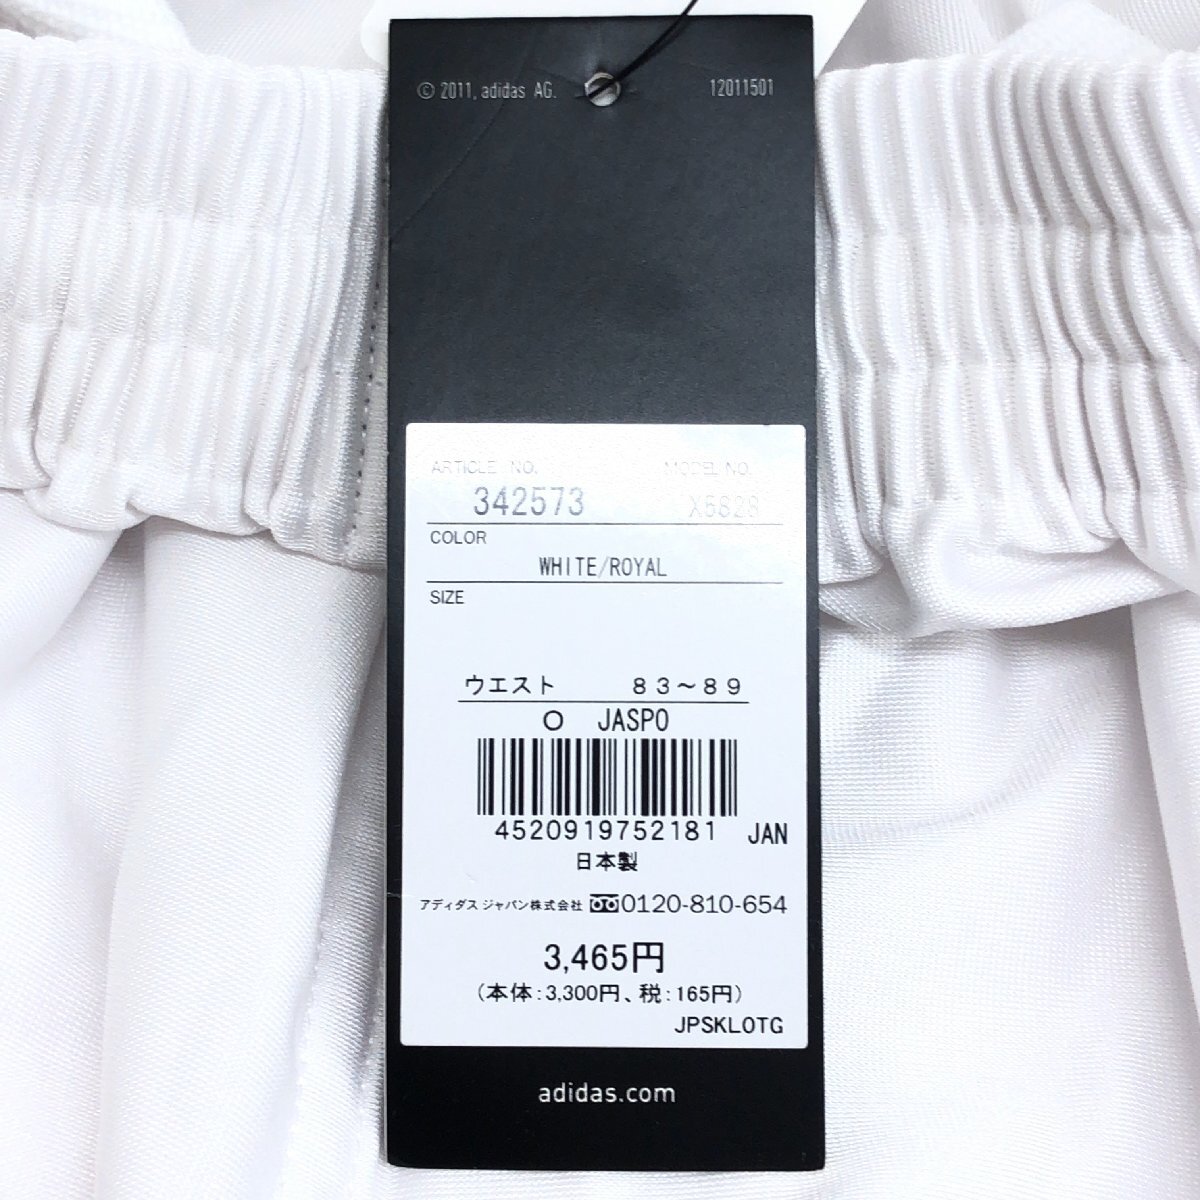 © 2011, adidas AG. 12011501
ARTICLE NO. MODEL NO.
342573 X5628
COLOR
WHITE/ROYAL
SIZE
ウエスト 83～89
O JASPO
4520919752181 JAN
日本製
アディダス ジャパン株式会社 0120-810-654
3,465円
(本体:3,300円、税:165円)
JPSKLOTG
adidas.com